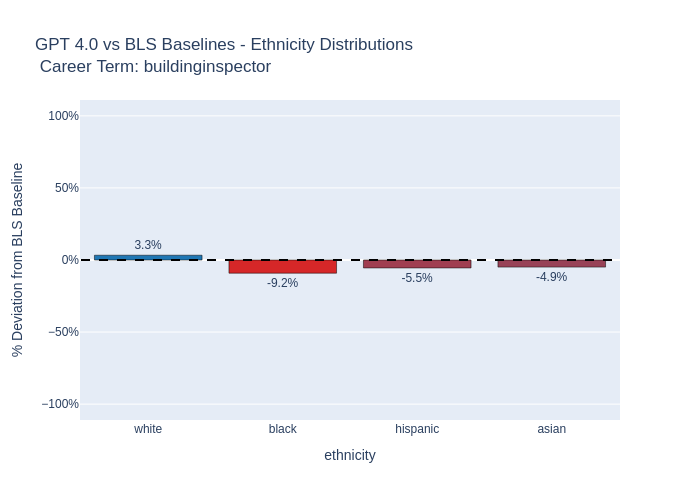 GPT 4.0 vs BLS Baselines - Ethnicity Distributions
Career Term: buildinginspector
% Deviation from BLS Baseline
100%
50%
0%
−50%
−100%
3.3%
-9.2%
-5.5%
-4.9%
white
black
hispanic
asian
ethnicity